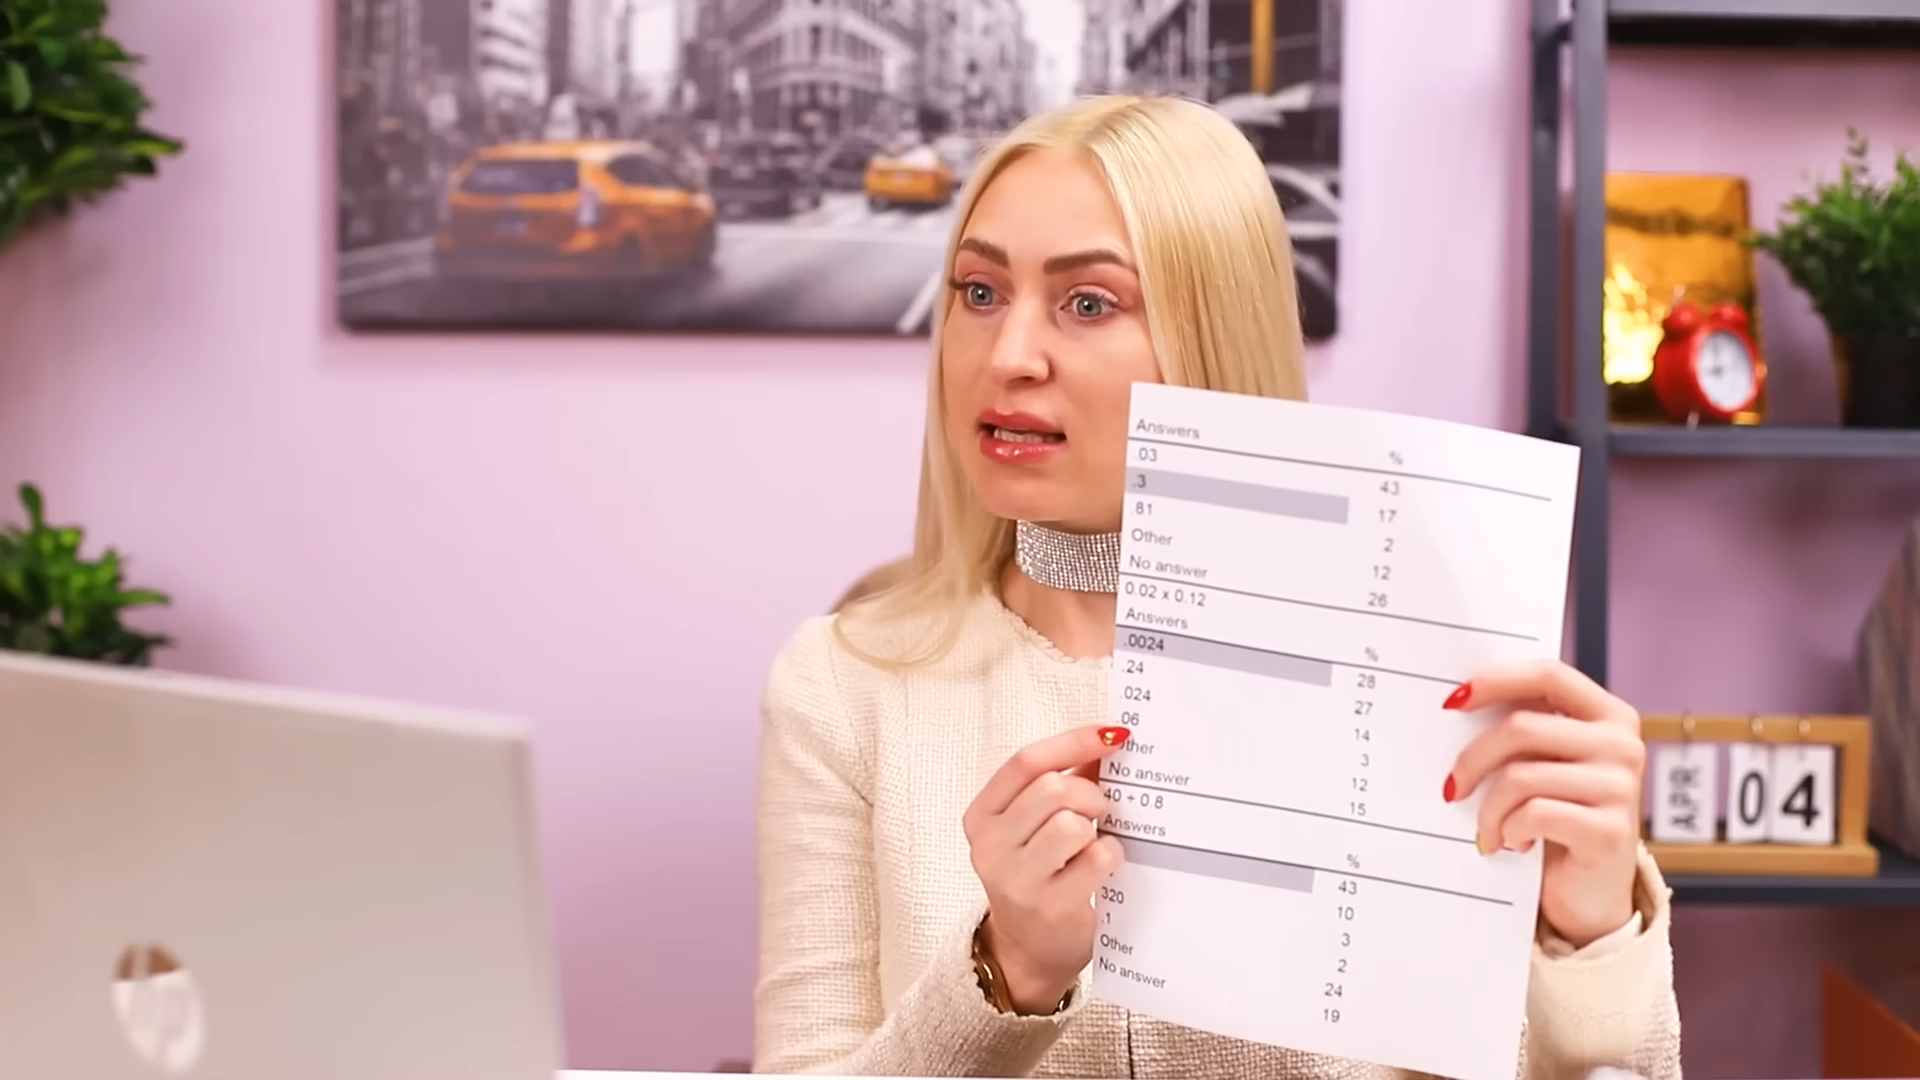 Answers %
.03 43
.3 17
.81 2
Other 12
No answer 26
0.02 x 0.12
Answers %
.0024 28
.24 27
.024 14
.06 3
Other 12
No answer 15
40 ÷ 0.8
Answers %
43
10
320 3
.1 2
Other 24
No answer 19
APR 04
hp